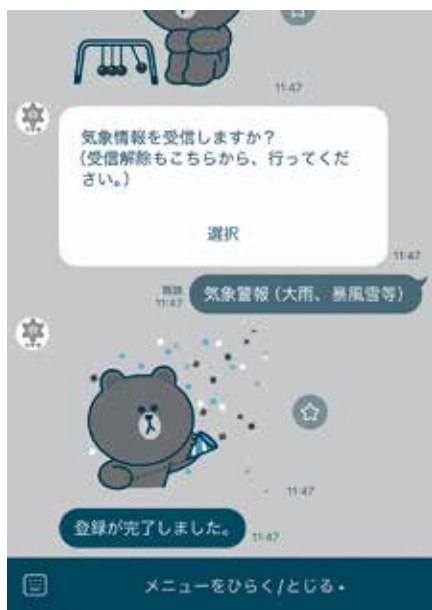 11:47
気象情報を受信しますか?
(受信解除もこちらから、行ってくだ
さい。)
選択
11:47
既読
11:47
気象警報(大雨、暴風雪等)
11:47
登録が完了しました。
11:47
メニューをひらく/とじる